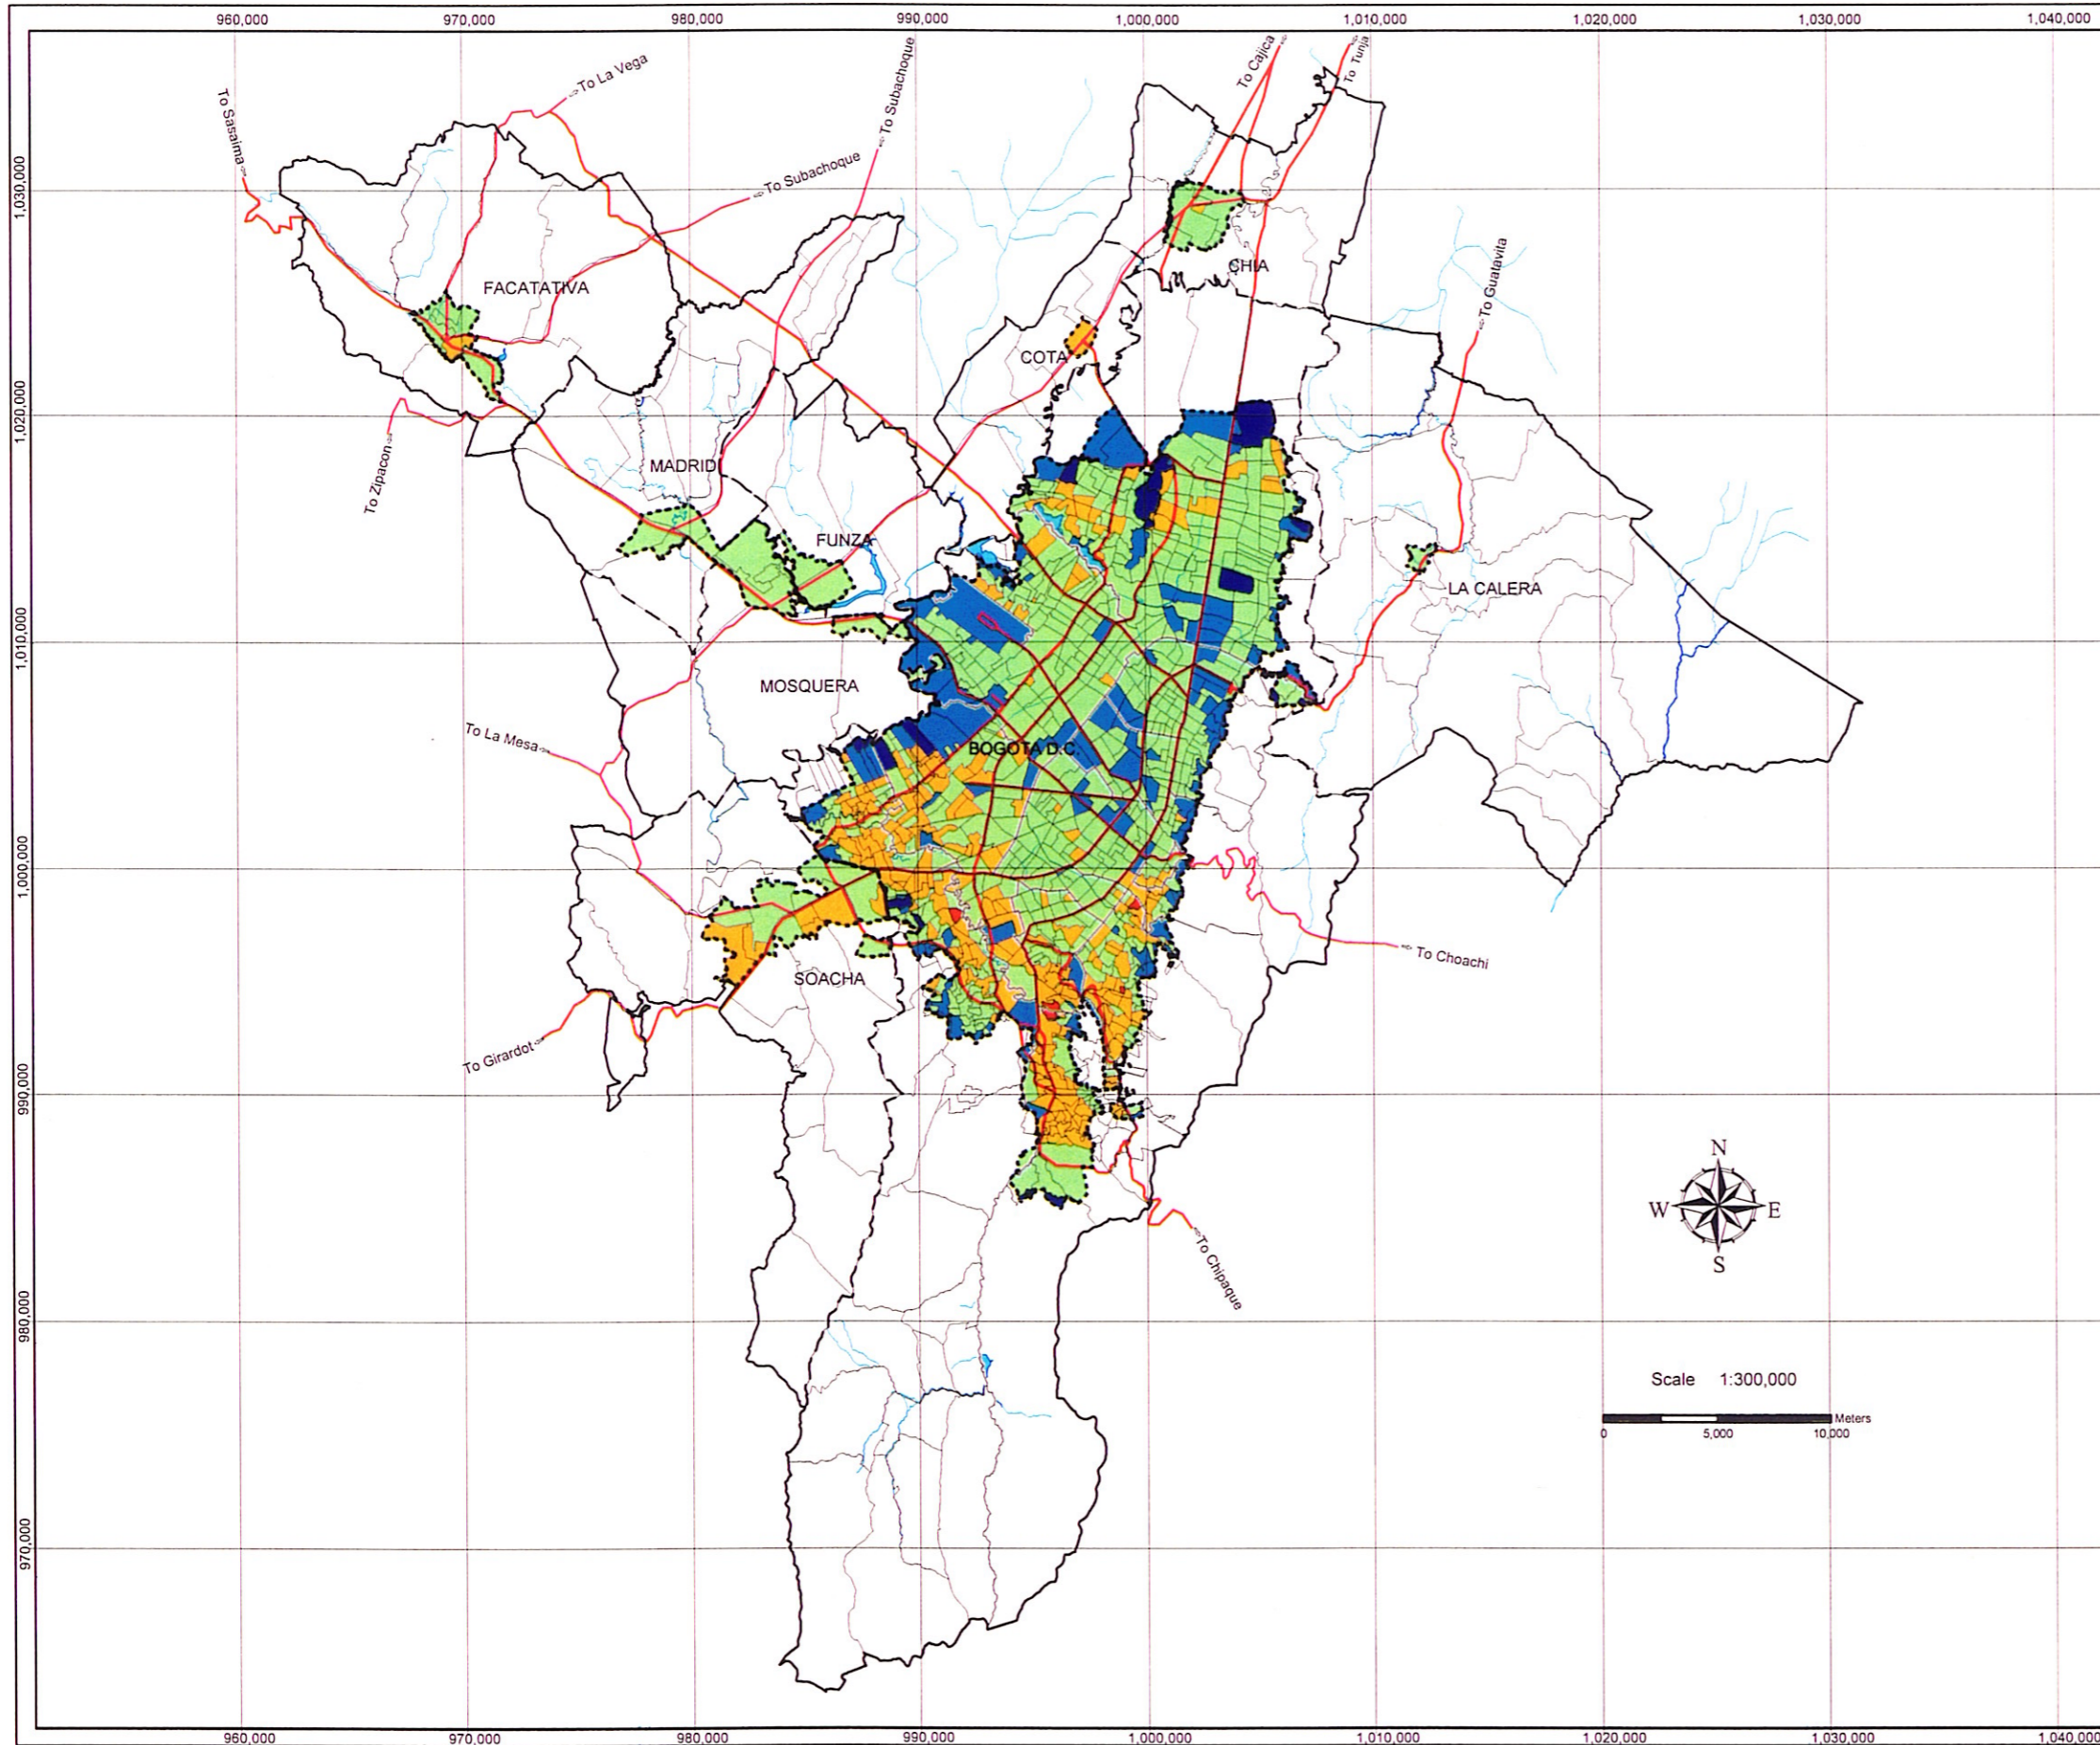 960,000 970,000 980,000 990,000 1,000,000 1,010,000 1,020,000 1,030,000 1,040,000
To Cajica
To Tunja
To Subachoque
To La Vega
To Sasaima
To Subachoque
1,030,000
To Guatavita
CHIA
FACATATIVA
COTA
1,020,000
To Zipacon
MADRID
FUNZA
LA CALERA
1,010,000
MOSQUERA
To La Mesa
BOGOTA D.C.
1,000,000
To Choachi
SOACHA
To Girardot
990,000
N
W E
S
To Chipaque
980,000
Scale 1:300,000
Meters
0 5,000 10,000
970,000
960,000 970,000 980,000 990,000 1,000,000 1,010,000 1,020,000 1,030,000 1,040,000